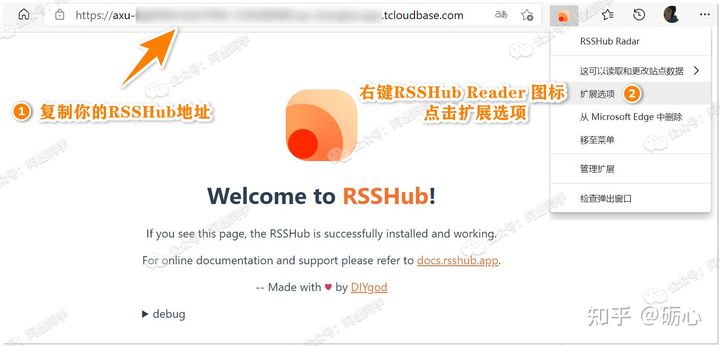 https://axu-
.tcloudbase.com
RSSHub Radar
这可以读取和更改站点数据
扩展选项
2
从 Microsoft Edge 中删除
移至菜单
管理扩展
检查弹出窗口
1 复制你的RSSHub地址
右键RSSHub Reader 图标
点击扩展选项
Welcome to RSSHub!
If you see this page, the RSSHub is successfully installed and working.
For online documentation and support please refer to docs.rsshub.app.
-- Made with ❤ by DIYgod
▶ debug
知乎 @砺心